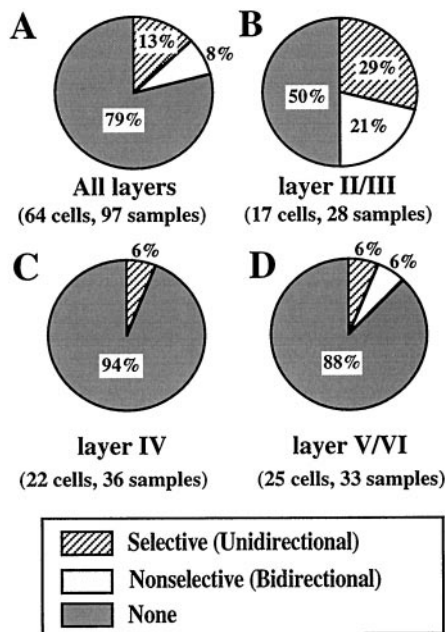 A
13%
8%
79%
All layers
(64 cells, 97 samples)
B
29%
50%
21%
layer II/III
(17 cells, 28 samples)
C
6%
94%
layer IV
(22 cells, 36 samples)
D
6%
6%
88%
layer V/VI
(25 cells, 33 samples)
Selective (Unidirectional)
Nonselective (Bidirectional)
None